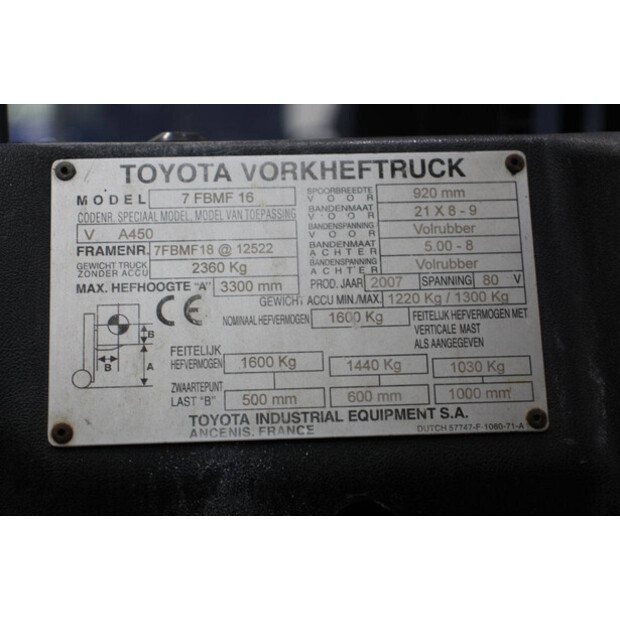 TOYOTA VORKHEFTRUCK
MODEL 7 FBMF 16
CODENR. SPECIAAL MODEL, MODEL VAN TOEPASSING
V A450
FRAMENR. 7FBMF18 @ 12522
GEWICHT TRUCK ZONDER ACCU 2360 Kg
MAX. HEFHOOGTE "A" 3300 mm
SPOORBREEDTE VOOR 920 mm
BANDENMAAT VOOR 21 X 8 - 9
BANDENSPANNING VOOR Volrubber
BANDENMAAT ACHTER 5.00 - 8
BANDENSPANNING ACHTER Volrubber
PROD. JAAR 2007 SPANNING 80 V
GEWICHT ACCU MIN./MAX. 1220 Kg / 1300 Kg
CE
NOMINAAL HEFVERMOGEN 1600 Kg
FEITELIJK HEFVERMOGEN MET
VERTICALE MAST
ALS AANGEGEVEN
B
B
A
FEITELIJK
HEFVERMOGEN 1600 Kg 1440 Kg 1030 Kg
ZWAARTEPUNT
LAST "B" 500 mm 600 mm 1000 mm
TOYOTA INDUSTRIAL EQUIPMENT S.A.
ANCENIS, FRANCE
DUTCH 57747-F 1060-71-A